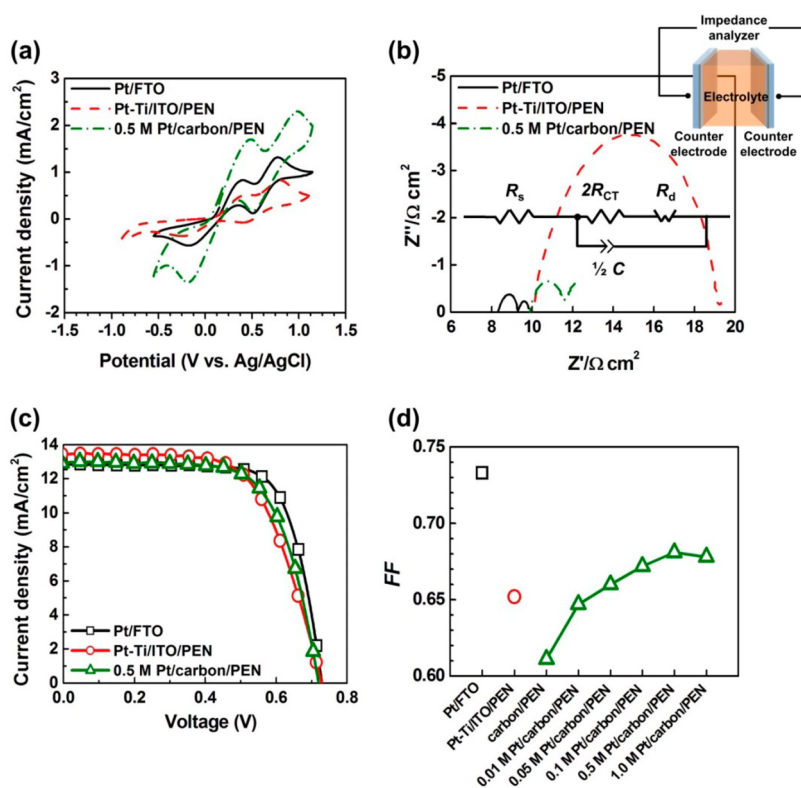 (a)
Current density (mA/cm²)
3
2
1
0
-1
-2
Pt/FTO
Pt-Ti/ITO/PEN
0.5 M Pt/carbon/PEN
-1.5 -1.0 -0.5 0.0 0.5 1.0 1.5
Potential (V vs. Ag/AgCl)
(b)
Impedance
analyzer
Electrolyte
Counter
electrode
Counter
electrode
Z''/Ω cm²
-5
-4
-3
-2
-1
0
Pt/FTO
Pt-Ti/ITO/PEN
0.5 M Pt/carbon/PEN
Rs 2RCT Rd
½ C
6 8 10 12 14 16 18 20
Z'/Ω cm²
(c)
Current density (mA/cm²)
14
12
10
8
6
4
2
0
Pt/FTO
Pt-Ti/ITO/PEN
0.5 M Pt/carbon/PEN
0.0 0.2 0.4 0.6 0.8
Voltage (V)
(d)
FF
0.75
0.70
0.65
0.60
Pt/FTO
Pt-Ti/ITO/PEN
carbon/PEN
0.01 M Pt/carbon/PEN
0.05 M Pt/carbon/PEN
0.1 M Pt/carbon/PEN
0.5 M Pt/carbon/PEN
1.0 M Pt/carbon/PEN